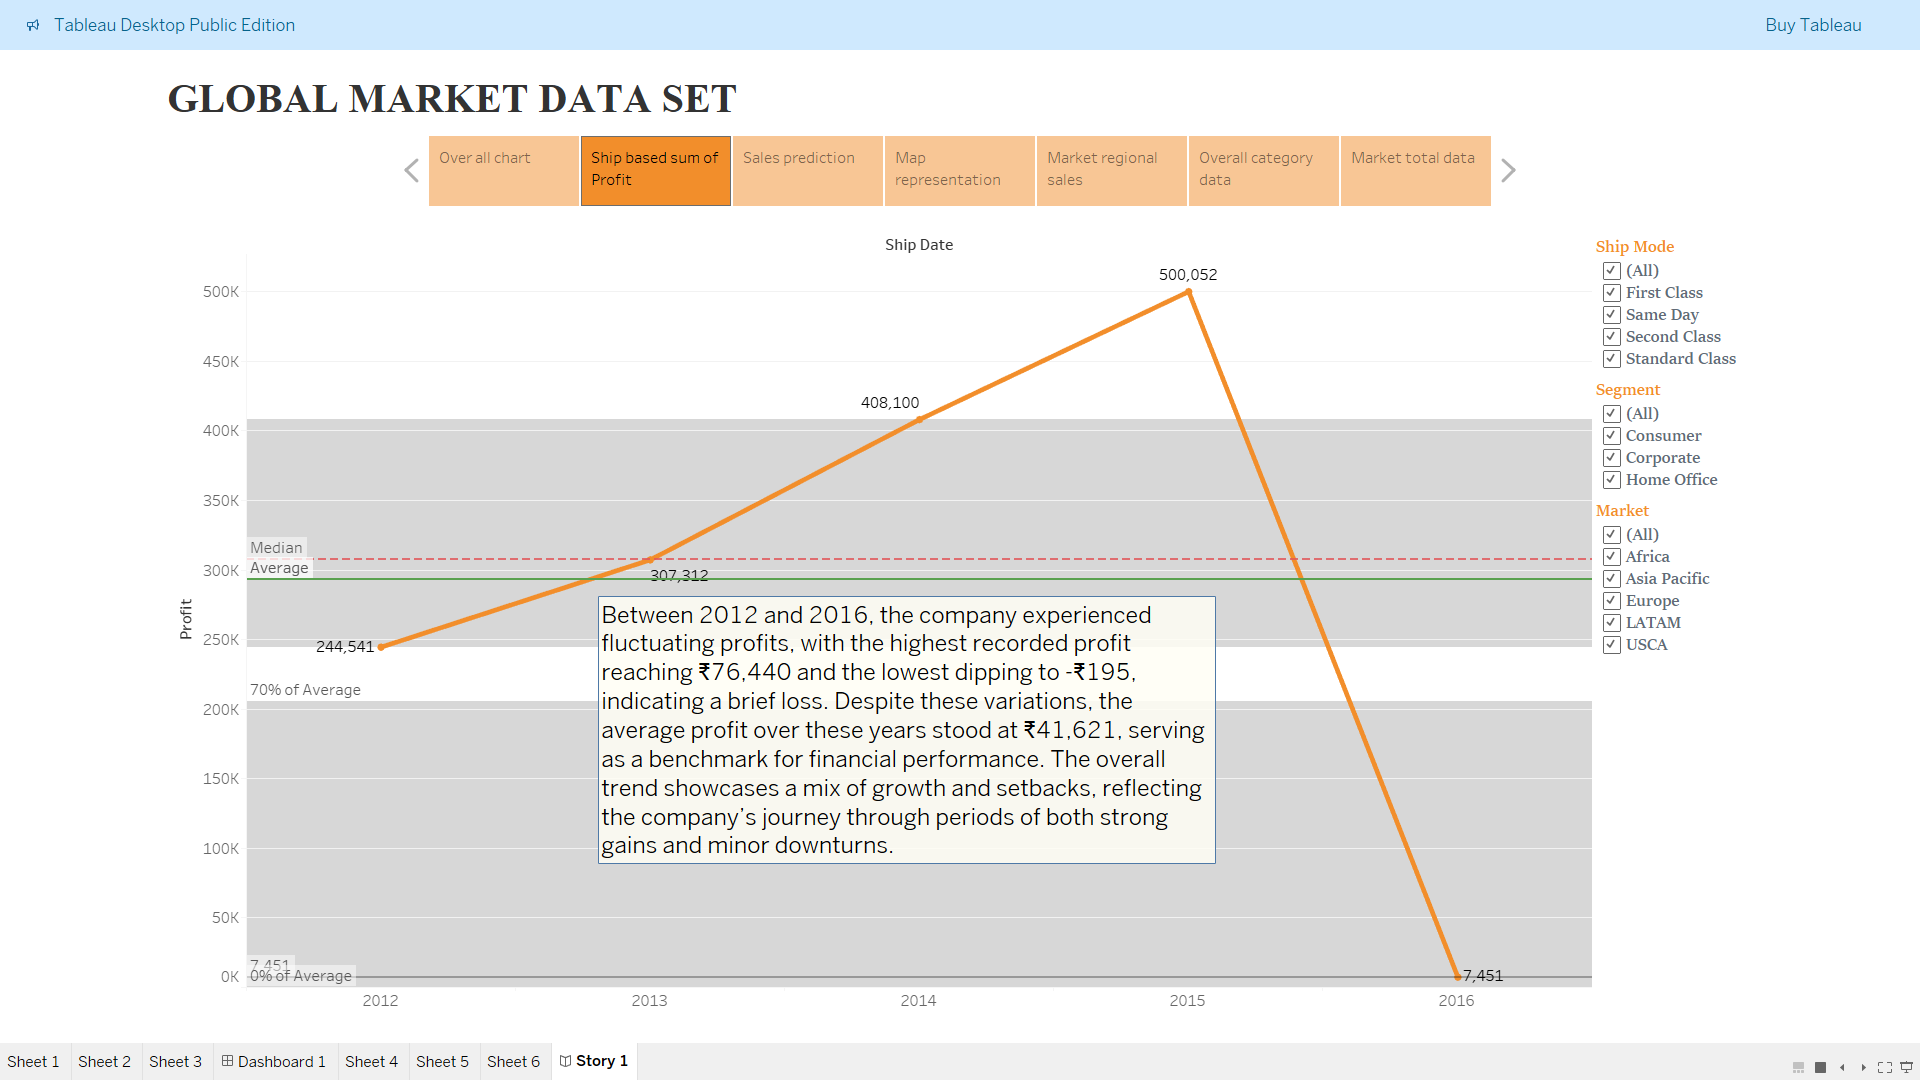 Tableau Desktop Public Edition
Buy Tableau
GLOBAL MARKET DATA SET
Over all chart
Ship based sum of
Profit
Sales prediction
Map
representation
Market regional
sales
Overall category
data
Market total data
Ship Date
500K
450K
400K
350K
300K
250K
200K
150K
100K
50K
0K
Profit
500,052
408,100
307,312
244,541
7,451
Median
Average
70% of Average
7,451
0% of Average
Between 2012 and 2016, the company experienced
fluctuating profits, with the highest recorded profit
reaching ₹76,440 and the lowest dipping to -₹195,
indicating a brief loss. Despite these variations, the
average profit over these years stood at ₹41,621, serving
as a benchmark for financial performance. The overall
trend showcases a mix of growth and setbacks, reflecting
the company’s journey through periods of both strong
gains and minor downturns.
2012
2013
2014
2015
2016
Ship Mode
(All)
First Class
Same Day
Second Class
Standard Class
Segment
(All)
Consumer
Corporate
Home Office
Market
(All)
Africa
Asia Pacific
Europe
LATAM
USCA
Sheet 1
Sheet 2
Sheet 3
Dashboard 1
Sheet 4
Sheet 5
Sheet 6
Story 1